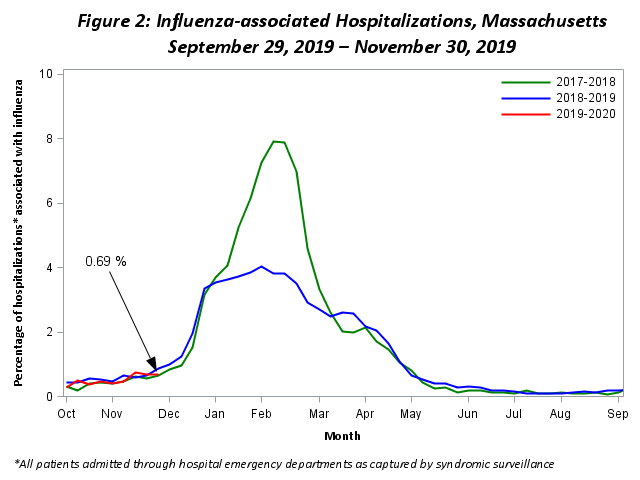 Figure 2: Influenza-associated Hospitalizations, Massachusetts
September 29, 2019 – November 30, 2019
Percentage of hospitalizations* associated with influenza
10
8
6
4
2
0
2017-2018
2018-2019
2019-2020
0.69 %
Oct Nov Dec Jan Feb Mar Apr May Jun Jul Aug Sep
Month
*All patients admitted through hospital emergency departments as captured by syndromic surveillance